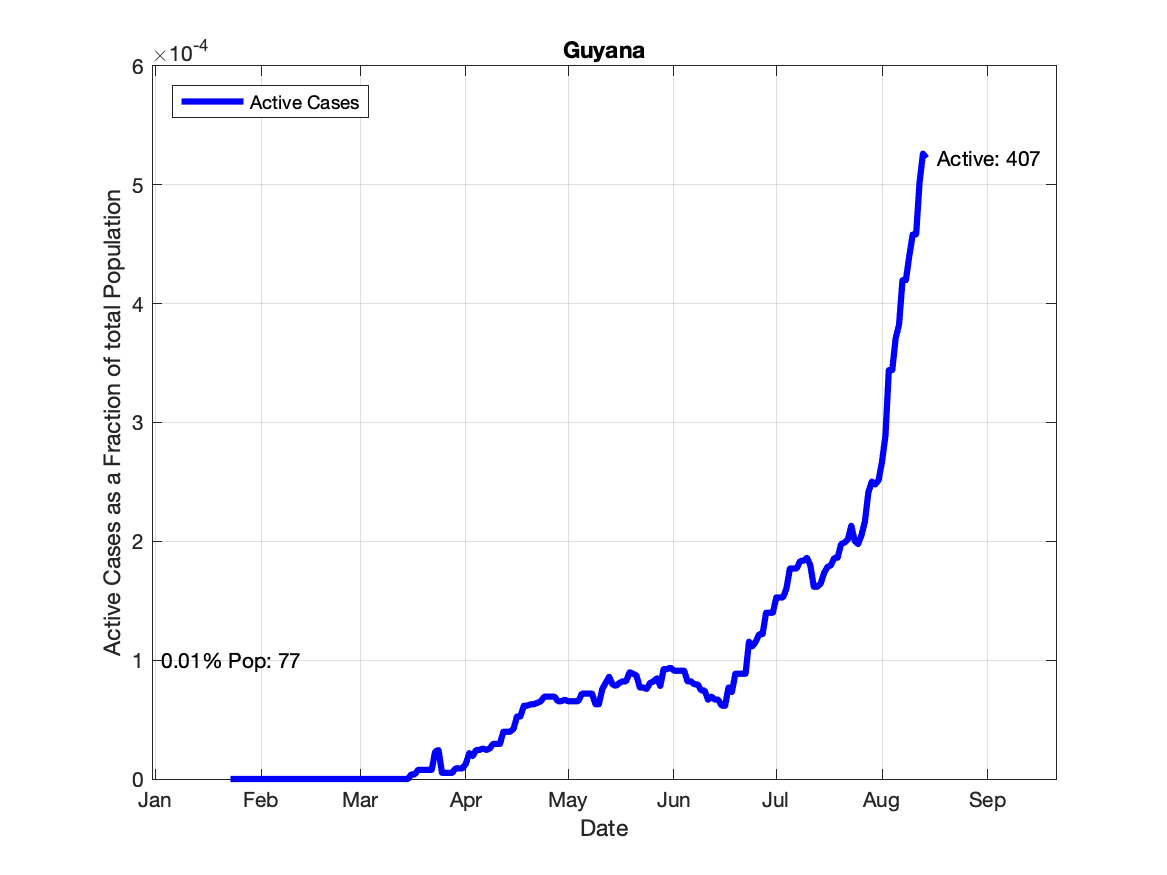 Guyana
×10-4
Active Cases
6
5
4
3
2
1
0
Active Cases as a Fraction of total Population
Active: 407
0.01% Pop: 77
Jan Feb Mar Apr May Jun Jul Aug Sep
Date